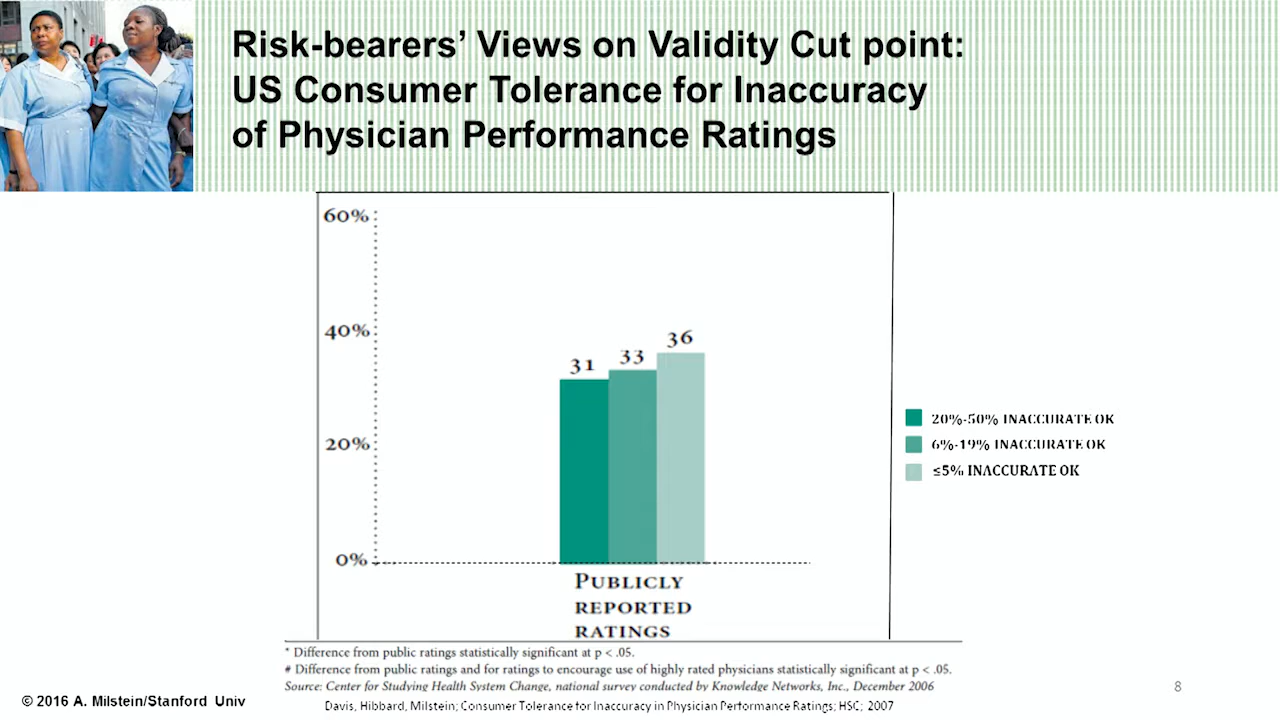 Risk-bearers’ Views on Validity Cut point:
US Consumer Tolerance for Inaccuracy
of Physician Performance Ratings
60%
40%
20%
0%
31
33
36
PUBLICLY
REPORTED
RATINGS
20%-50% INACCURATE OK
6%-19% INACCURATE OK
≤5% INACCURATE OK
* Difference from public ratings statistically significant at p < .05.
# Difference from public ratings and for ratings to encourage use of highly rated physicians statistically significant at p < .05.
Source: Center for Studying Health System Change, national survey conducted by Knowledge Networks, Inc., December 2006
Davis, Hibbard, Milstein; Consumer Tolerance for Inaccuracy in Physician Performance Ratings; HSC; 2007
© 2016 A. Milstein/Stanford Univ
8